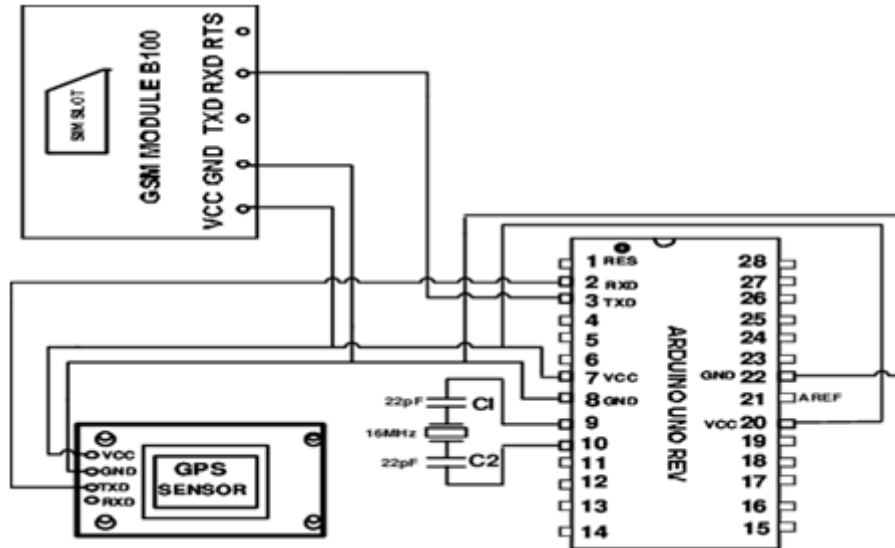 SIM SLOT
GSM MODULE B100
VCC GND TXD RXD RTS
VCC
GND
TXD
RXD
GPS
SENSOR
22pF C1
16MHz
22pF C2
ARDUINO UNO REV
1 RES
2 RXD
3 TXD
4
5
6
7 VCC
8 GND
9
10
11
12
13
14
28
27
26
25
24
23
GND 22
21 AREF
VCC 20
19
18
17
16
15